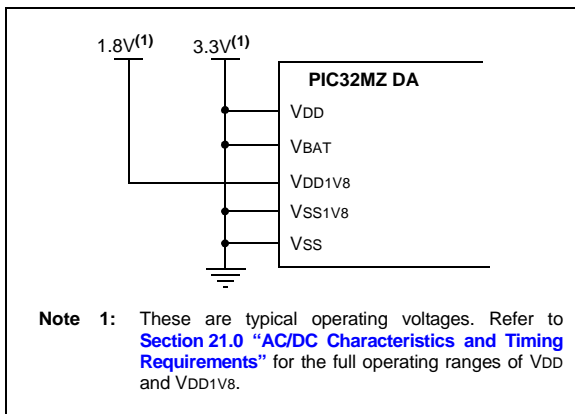 1.8V(1) 3.3V(1)
PIC32MZ DA
VDD
VBAT
VDD1V8
VSS1V8
VSS
Note 1: These are typical operating voltages. Refer to
Section 21.0 “AC/DC Characteristics and Timing
Requirements” for the full operating ranges of VDD
and VDD1V8.